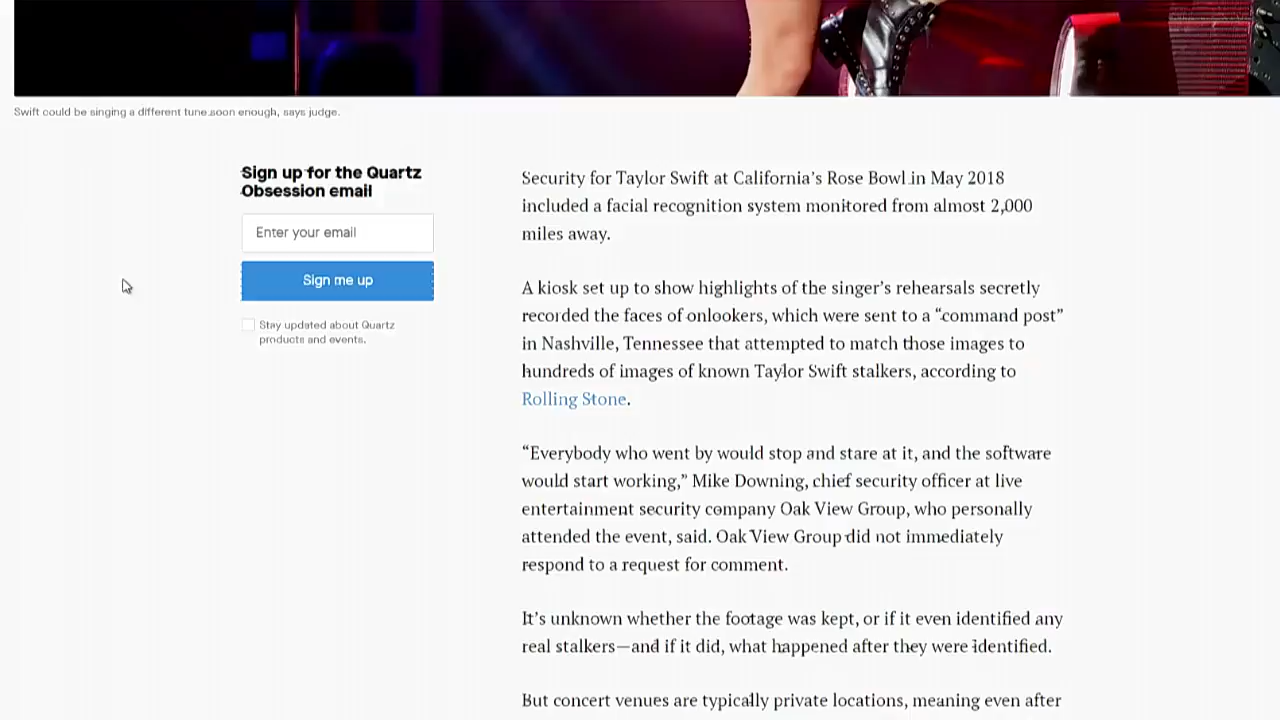 Swift could be singing a different tune soon enough, says judge.
Sign up for the Quartz
Obsession email
Enter your email
Sign me up
Stay updated about Quartz
products and events.
Security for Taylor Swift at California’s Rose Bowl in May 2018
included a facial recognition system monitored from almost 2,000
miles away.
A kiosk set up to show highlights of the singer’s rehearsals secretly
recorded the faces of onlookers, which were sent to a “command post”
in Nashville, Tennessee that attempted to match those images to
hundreds of images of known Taylor Swift stalkers, according to
Rolling Stone.
“Everybody who went by would stop and stare at it, and the software
would start working,” Mike Downing, chief security officer at live
entertainment security company Oak View Group, who personally
attended the event, said. Oak View Group did not immediately
respond to a request for comment.
It’s unknown whether the footage was kept, or if it even identified any
real stalkers—and if it did, what happened after they were identified.
But concert venues are typically private locations, meaning even after